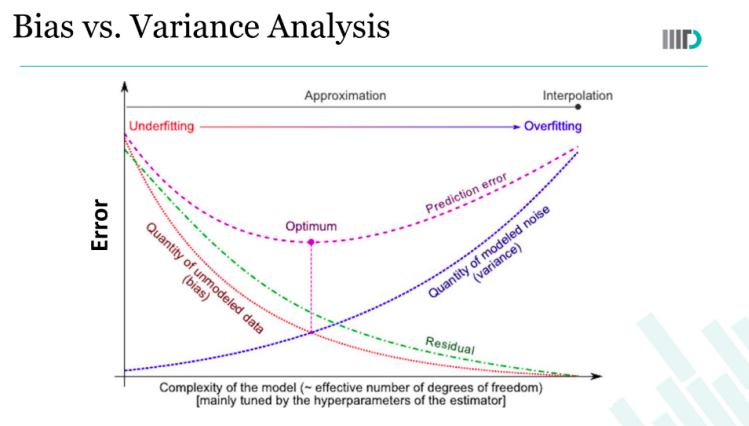 Bias vs. Variance Analysis
IIIID
Approximation
Interpolation
Underfitting
Overfitting
Prediction error
Optimum
Error
Quantity of unmodeled data
(bias)
Quantity of modeled noise
(variance)
Residual
Complexity of the model (~ effective number of degrees of freedom)
[mainly tuned by the hyperparameters of the estimator]